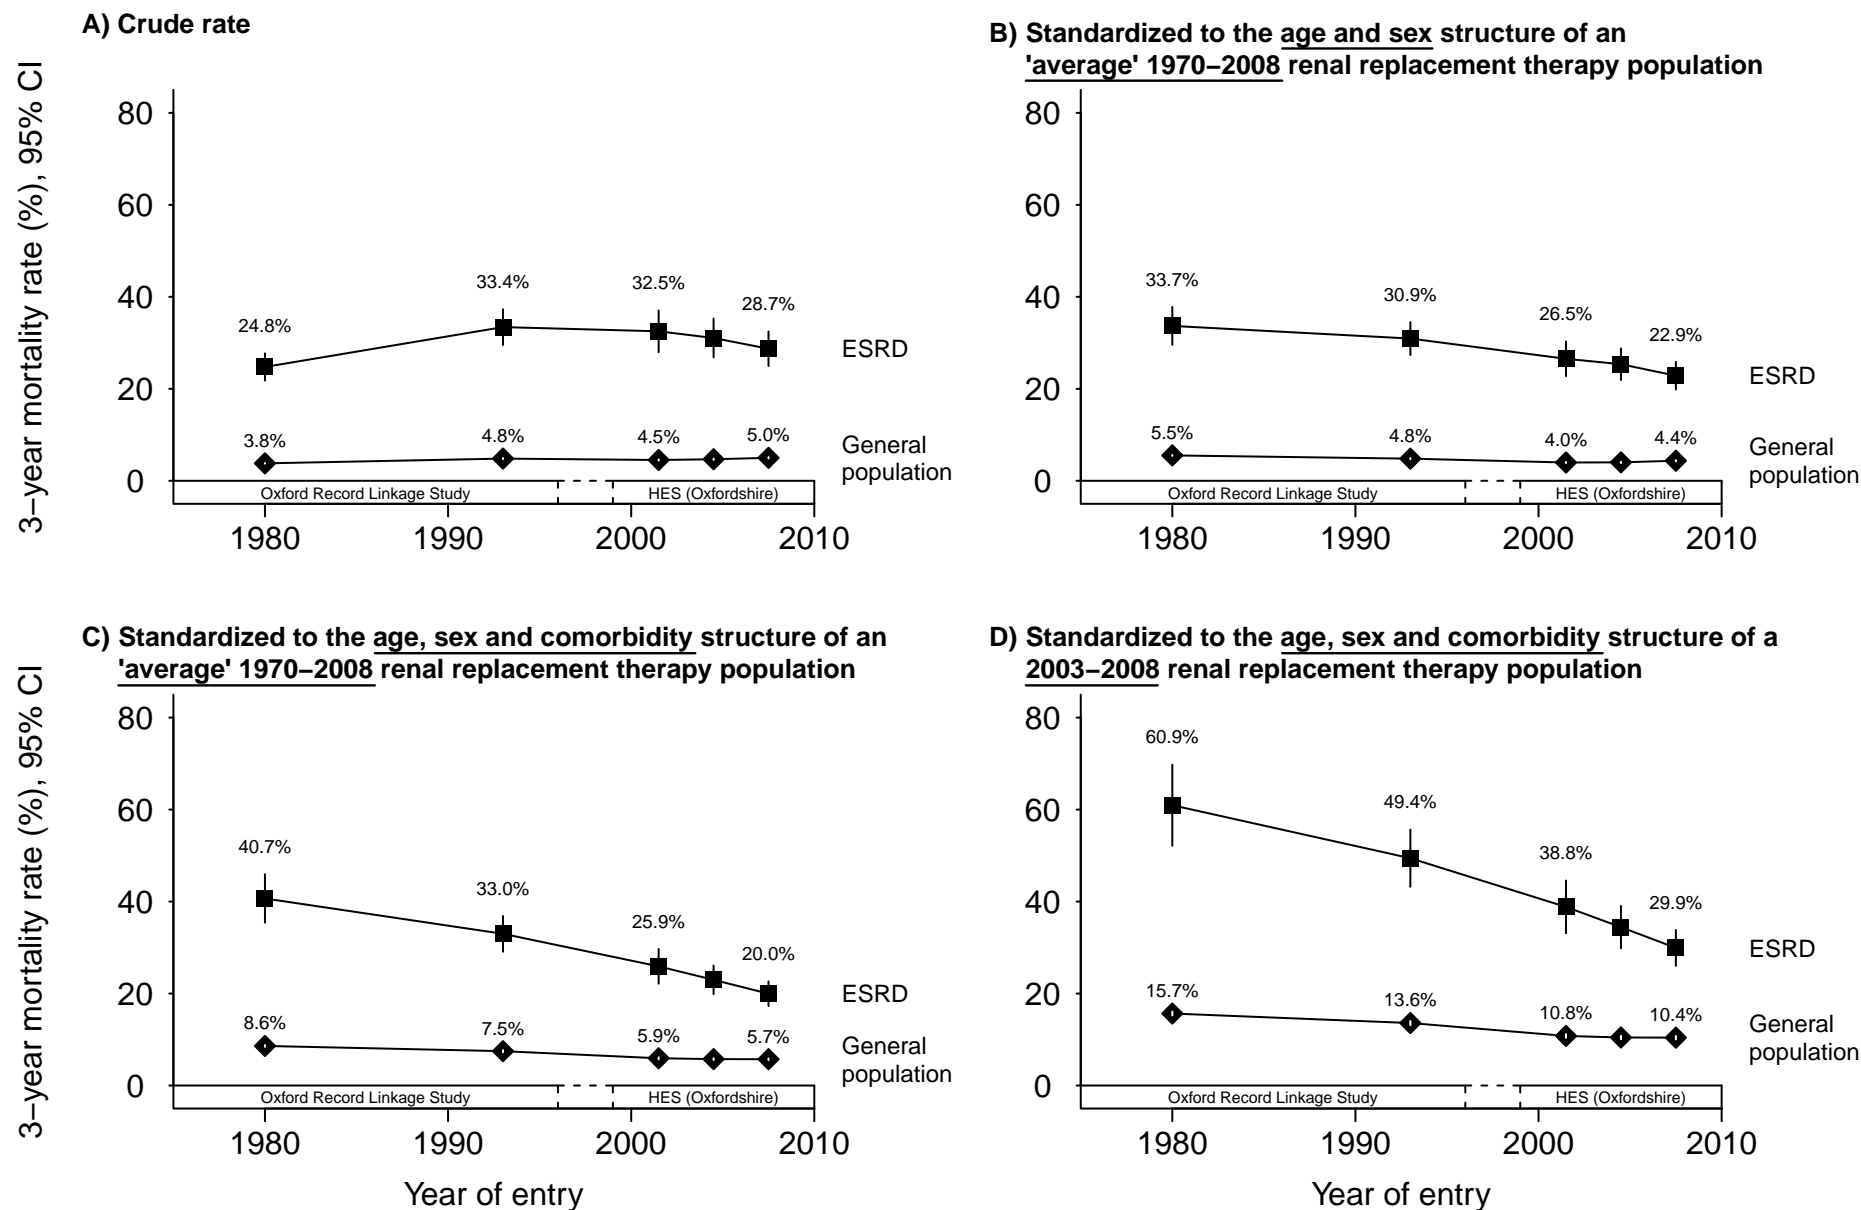 A) Crude rate
3−year mortality rate (%), 95% CI
80
60
40
20
0
24.8%
33.4%
32.5%
28.7%
ESRD
3.8%
4.8%
4.5%
5.0%
General
population
Oxford Record Linkage Study
HES (Oxfordshire)
1980
1990
2000
2010
B) Standardized to the age and sex structure of an
'average' 1970−2008 renal replacement therapy population
80
60
40
20
0
33.7%
30.9%
26.5%
22.9%
ESRD
5.5%
4.8%
4.0%
4.4%
General
population
Oxford Record Linkage Study
HES (Oxfordshire)
1980
1990
2000
2010
C) Standardized to the age, sex and comorbidity structure of an
'average' 1970−2008 renal replacement therapy population
3−year mortality rate (%), 95% CI
80
60
40
20
0
40.7%
33.0%
25.9%
20.0%
ESRD
8.6%
7.5%
5.9%
5.7%
General
population
Oxford Record Linkage Study
HES (Oxfordshire)
1980
1990
2000
2010
Year of entry
D) Standardized to the age, sex and comorbidity structure of a
2003−2008 renal replacement therapy population
80
60
40
20
0
60.9%
49.4%
38.8%
29.9%
ESRD
15.7%
13.6%
10.8%
10.4%
General
population
Oxford Record Linkage Study
HES (Oxfordshire)
1980
1990
2000
2010
Year of entry